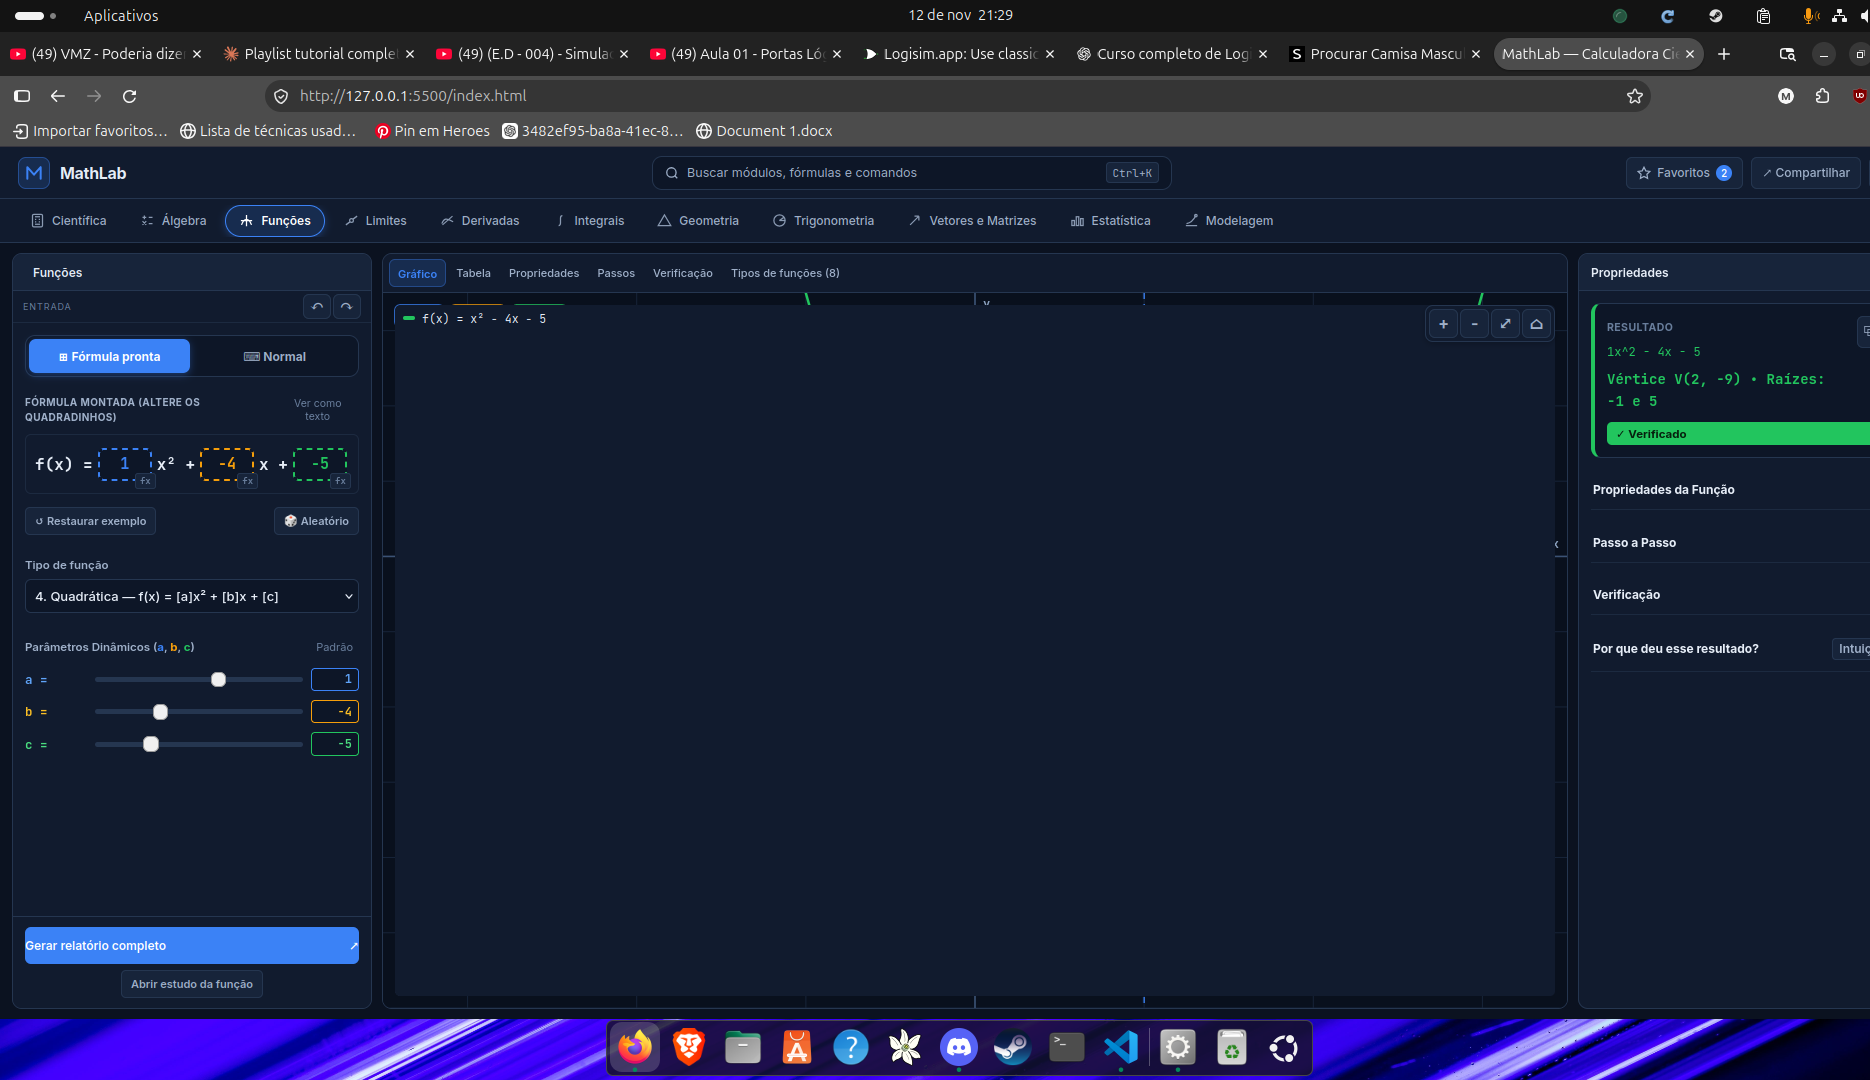 Aplicativos
12 de nov 21:29
(49) VMZ - Poderia dizer
Playlist tutorial complet
(49) (E.D - 004) - Simula
(49) Aula 01 - Portas Lóg
Logisim.app: Use classic
Curso completo de Logi
Procurar Camisa Mascul
MathLab — Calculadora Cie
http://127.0.0.1:5500/index.html
Importar favoritos...
Lista de técnicas usad...
Pin em Heroes
3482ef95-ba8a-41ec-8...
Document 1.docx
MathLab
Buscar módulos, fórmulas e comandos
Ctrl+K
Favoritos 2
Compartilhar
Científica
Álgebra
Funções
Limites
Derivadas
Integrais
Geometria
Trigonometria
Vetores e Matrizes
Estatística
Modelagem
Funções
ENTRADA
Fórmula pronta
Normal
FÓRMULA MONTADA (ALTERE OS
QUADRADINHOS)
Ver como
texto
f(x) = 1 x² + -4 x + -5
fx
fx
fx
Restaurar exemplo
Aleatório
Tipo de função
4. Quadrática — f(x) = [a]x² + [b]x + [c]
Parâmetros Dinâmicos (a, b, c)
Padrão
a = 1
b = -4
c = -5
Gerar relatório completo
Abrir estudo da função
Gráfico
Tabela
Propriedades
Passos
Verificação
Tipos de funções (8)
f(x) = x² - 4x - 5
Propriedades
RESULTADO
1x^2 - 4x - 5
Vértice V(2, -9) • Raízes:
-1 e 5
✓ Verificado
Propriedades da Função
Passo a Passo
Verificação
Por que deu esse resultado?